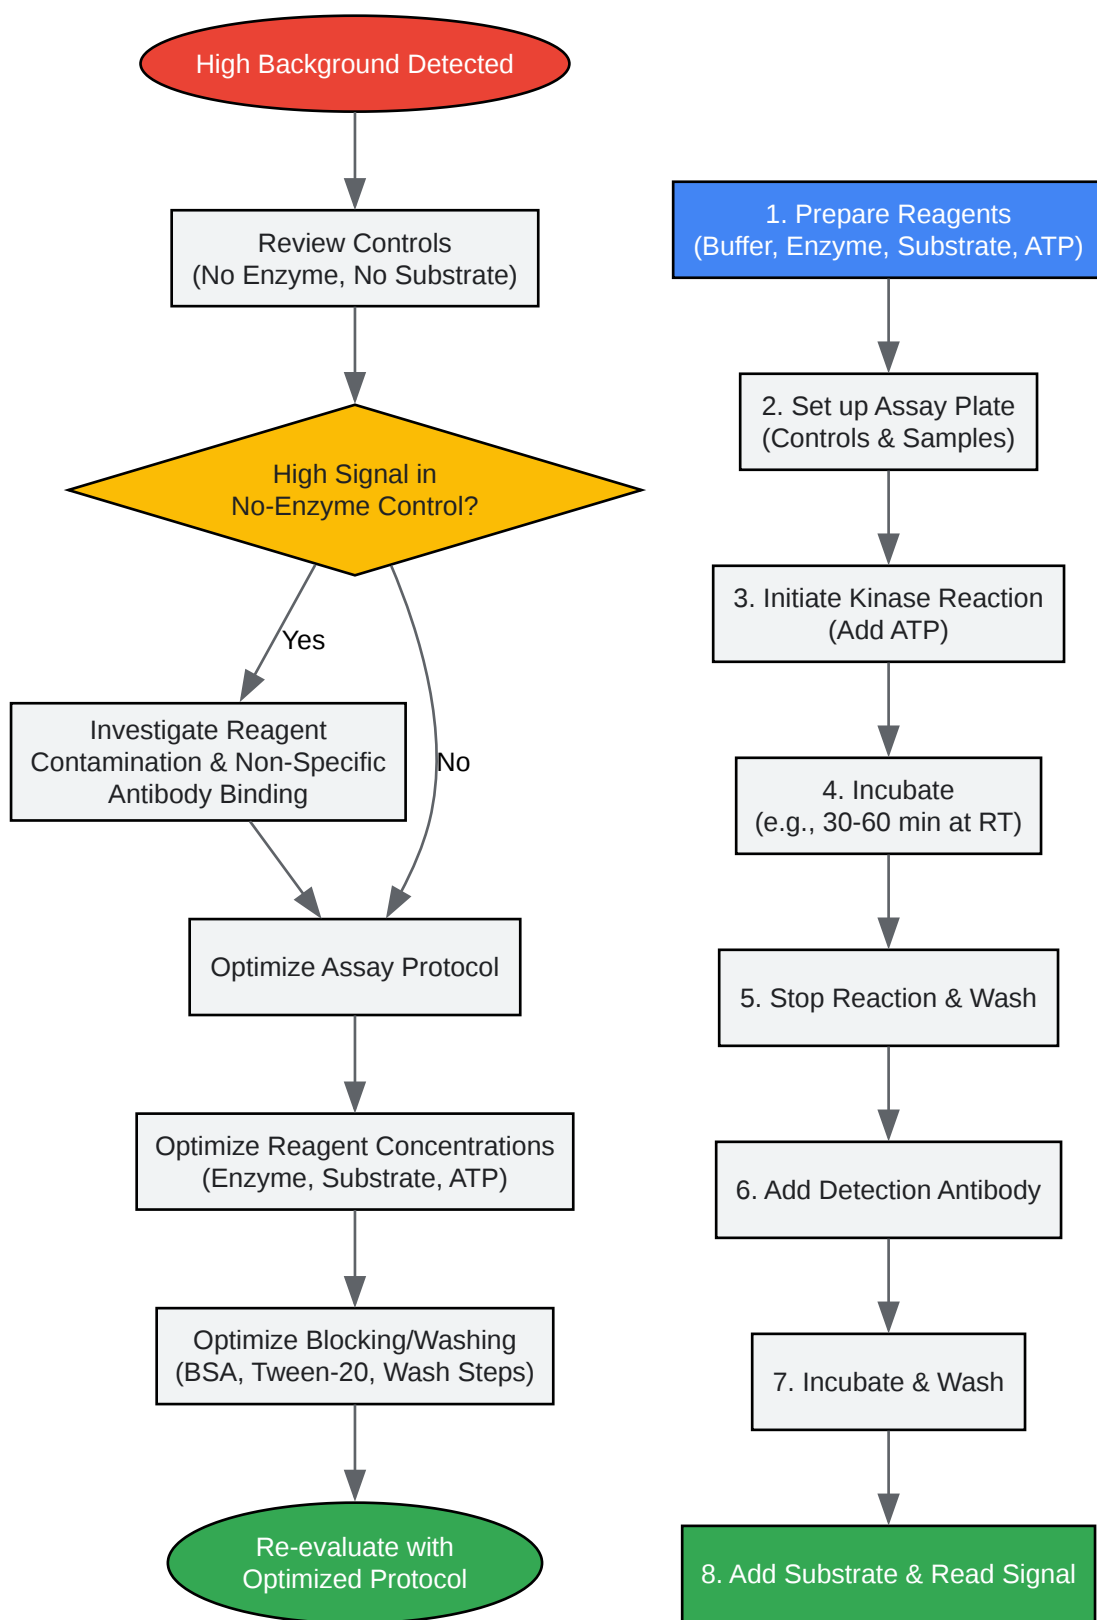 High Background Detected
Review Controls
(No Enzyme, No Substrate)
High Signal in
No-Enzyme Control?
Yes
No
Investigate Reagent
Contamination & Non-Specific
Antibody Binding
Optimize Assay Protocol
Optimize Reagent Concentrations
(Enzyme, Substrate, ATP)
Optimize Blocking/Washing
(BSA, Tween-20, Wash Steps)
Re-evaluate with
Optimized Protocol
1. Prepare Reagents
(Buffer, Enzyme, Substrate, ATP)
2. Set up Assay Plate
(Controls & Samples)
3. Initiate Kinase Reaction
(Add ATP)
4. Incubate
(e.g., 30-60 min at RT)
5. Stop Reaction & Wash
6. Add Detection Antibody
7. Incubate & Wash
8. Add Substrate & Read Signal